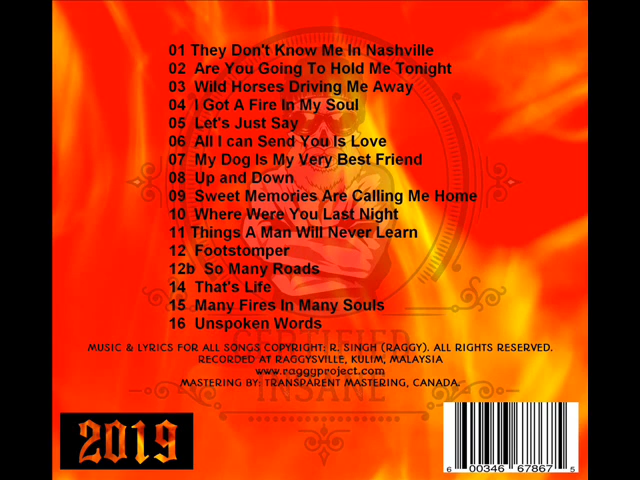 01 They Don't Know Me In Nashville
02 Are You Going To Hold Me Tonight
03 Wild Horses Driving Me Away
04 I Got A Fire In My Soul
05 Let's Just Say
06 All I can Send You Is Love
07 My Dog Is My Very Best Friend
08 Up and Down
09 Sweet Memories Are Calling Me Home
10 Where Were You Last Night
11 Things A Man Will Never Learn
12 Footstomper
12b So Many Roads
14 That's Life
15 Many Fires In Many Souls
16 Unspoken Words
CERTIFIED
MUSIC & LYRICS FOR ALL SONGS COPYRIGHT: R. SINGH (RAGGY). ALL RIGHTS RESERVED.
RECORDED AT RAGGYSVILLE, KULIM, MALAYSIA
www.raggproject.com
MASTERING BY: TRANSPARENT MASTERING, CANADA.
INSANE
2019
6 00346 67867 5